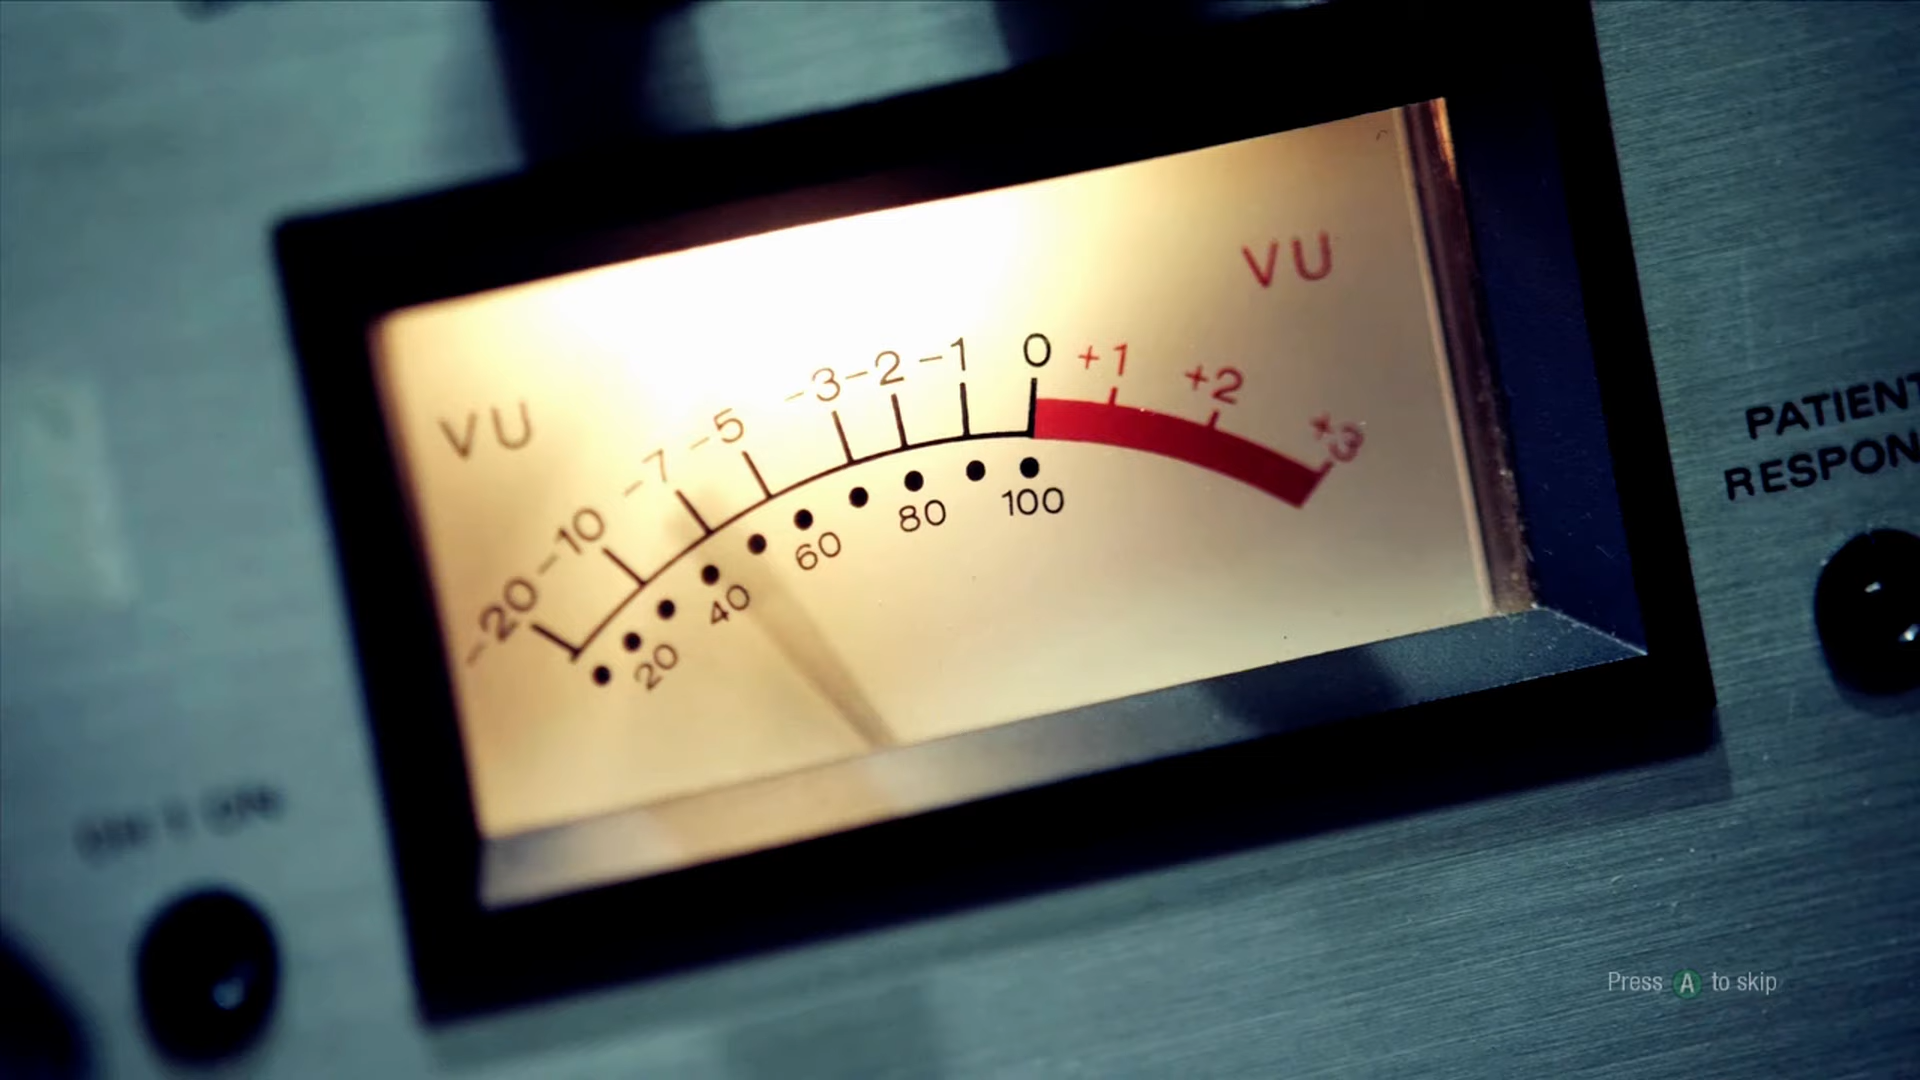 VU
VU
-20 -10 -7 -5 -3 -2 -1 0 +1 +2 +3
20 40 60 80 100
PATIENT
RESPON
Press A to skip